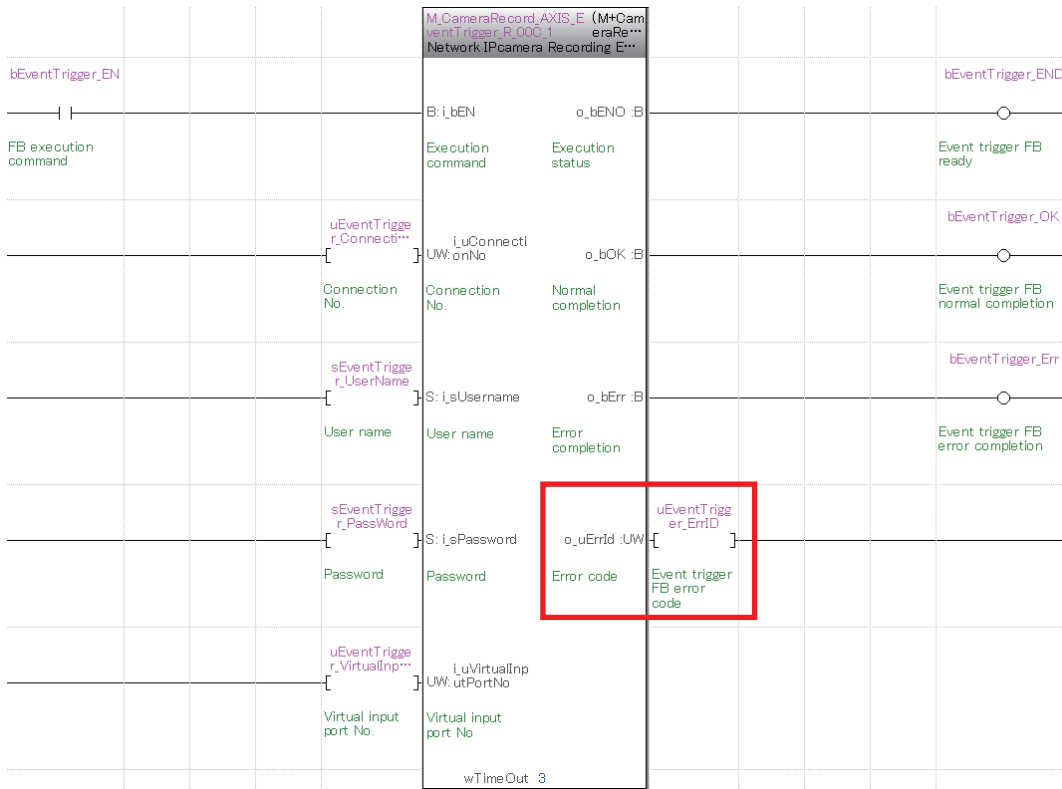 M_CameraRecord_AXIS_E (M+Cam
ventTrigger_R_00C_1 eraRe…
Network IPcamera Recording E…
bEventTrigger_EN
bEventTrigger_END
B: i_bEN
o_bENO :B
FB execution
command
Execution
command
Execution
status
Event trigger FB
ready
uEventTrigge
r_Connecti…
bEventTrigger_OK
UW: i_uConnecti
onNo
o_bOK :B
Connection
No.
Connection
No.
Normal
completion
Event trigger FB
normal completion
sEventTrigge
r_UserName
bEventTrigger_Err
S: i_sUsername
o_bErr :B
User name
User name
Error
completion
Event trigger FB
error completion
sEventTrigge
r_PassWord
uEventTrigg
er_ErrID
S: i_sPassword
o_uErrId :UW
Password
Password
Error code
Event trigger
FB error
code
uEventTrigge
r_VirtualInp…
UW: i_uVirtualInp
utPortNo
Virtual input
port No.
Virtual input
port No
wTimeOut 3